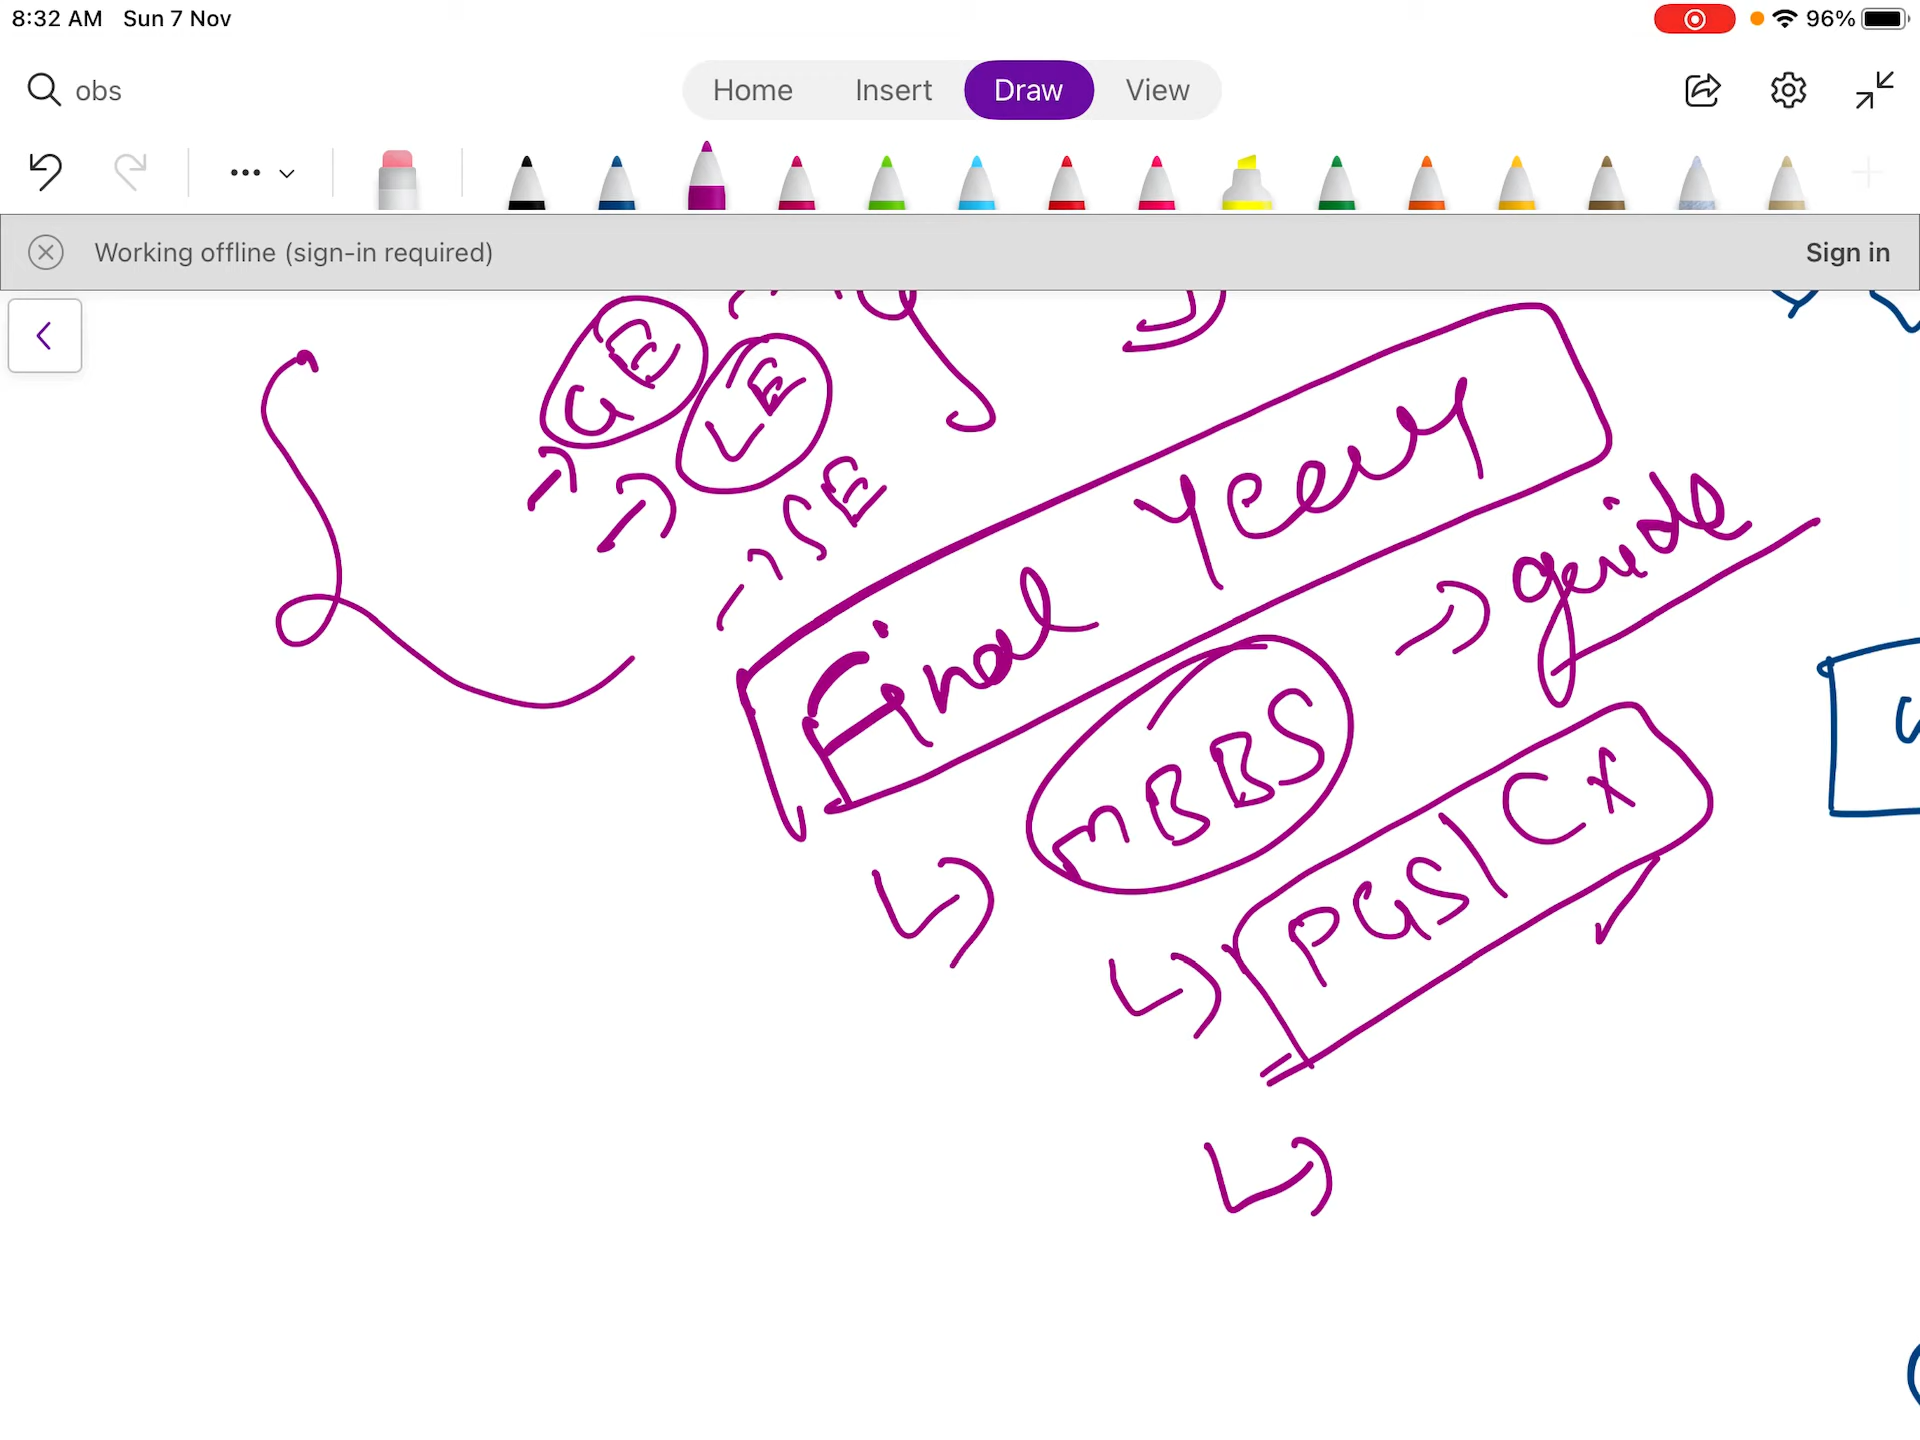 8:32 AM Sun 7 Nov 96%
obs Home Insert Draw View
Working offline (sign-in required) Sign in
GE
LE
SE
Final Year
guide
MBBS
PGS/CX